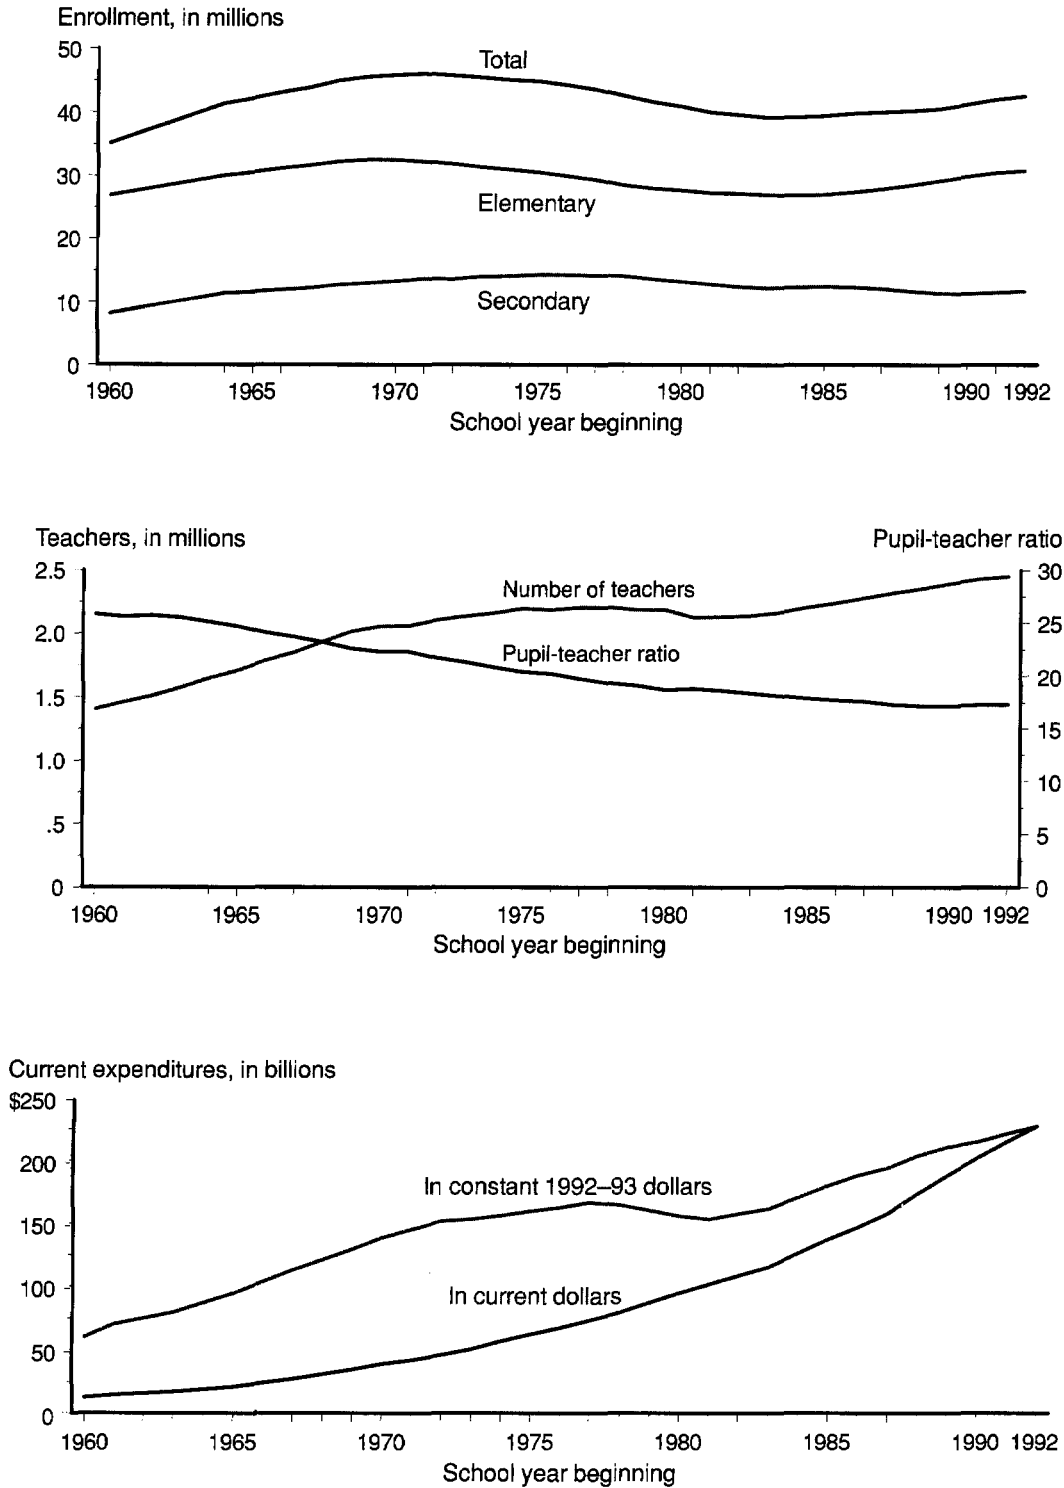 Enrollment, in millions
50
Total
40
30
Elementary
20
10
Secondary
0
1960 1965 1970 1975 1980 1985 1990 1992
School year beginning
Teachers, in millions Pupil-teacher ratio
2.5 30
Number of teachers
25
2.0
Pupil-teacher ratio
20
1.5
15
1.0
10
.5
5
0 0
1960 1965 1970 1975 1980 1985 1990 1992
School year beginning
Current expenditures, in billions
$250
200
In constant 1992–93 dollars
150
100
In current dollars
50
0
1960 1965 1970 1975 1980 1985 1990 1992
School year beginning